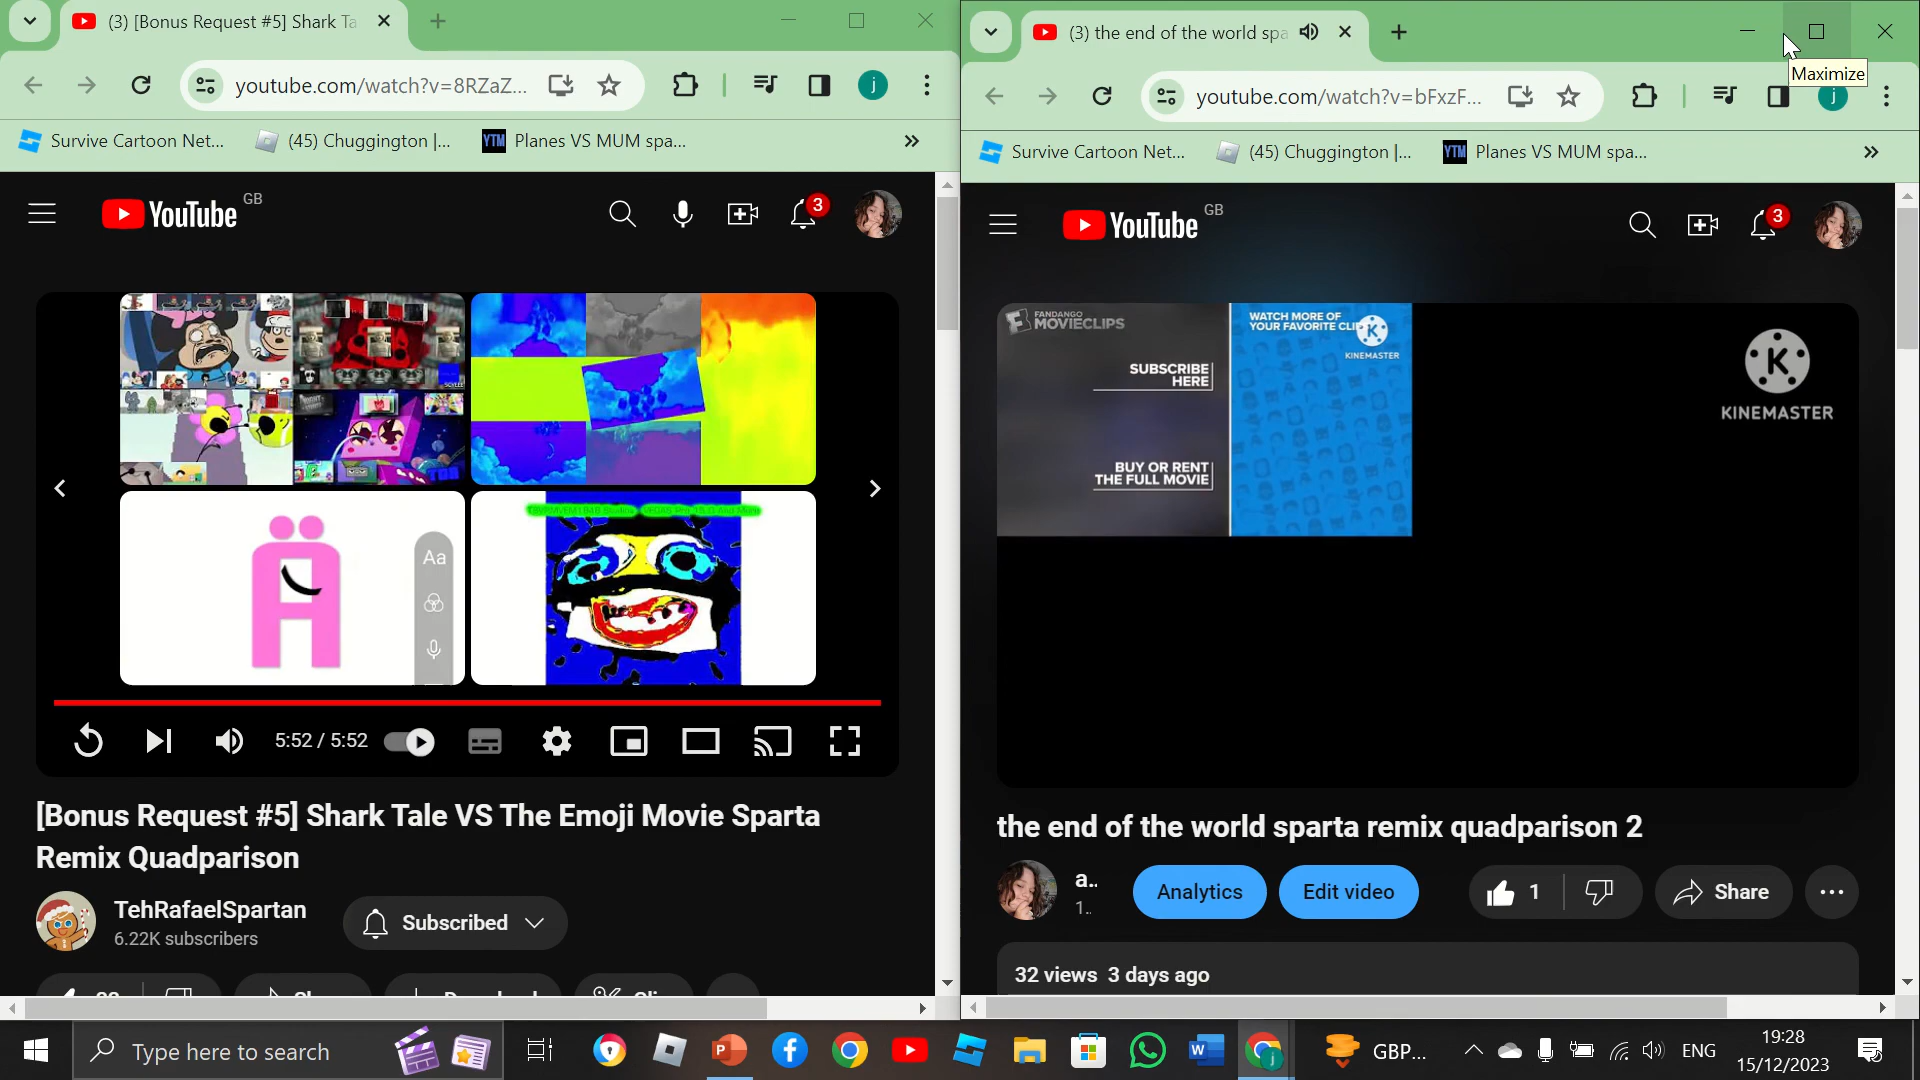 (3) [Bonus Request #5] Shark Ta
youtube.com/watch?v=8RZaZ...
j
Survive Cartoon Net...
(45) Chuggington |...
YTM
Planes VS MUM spa...
YouTube
GB
3
Aa
5:52 / 5:52
[Bonus Request #5] Shark Tale VS The Emoji Movie Sparta
Remix Quadparison
TehRafaelSpartan
6.22K subscribers
Subscribed
(3) the end of the world spa
Maximize
youtube.com/watch?v=bFxzF...
j
Survive Cartoon Net...
(45) Chuggington |...
YTM
Planes VS MUM spa...
YouTube
GB
3
FANDANGO
MOVIECLIPS
SUBSCRIBE
HERE
BUY OR RENT
THE FULL MOVIE
WATCH MORE OF
YOUR FAVORITE CLI
KINEMASTER
KINEMASTER
the end of the world sparta remix quadparison 2
a..
1..
Analytics
Edit video
1
Share
32 views 3 days ago
Type here to search
GBP...
ENG
19:28
15/12/2023